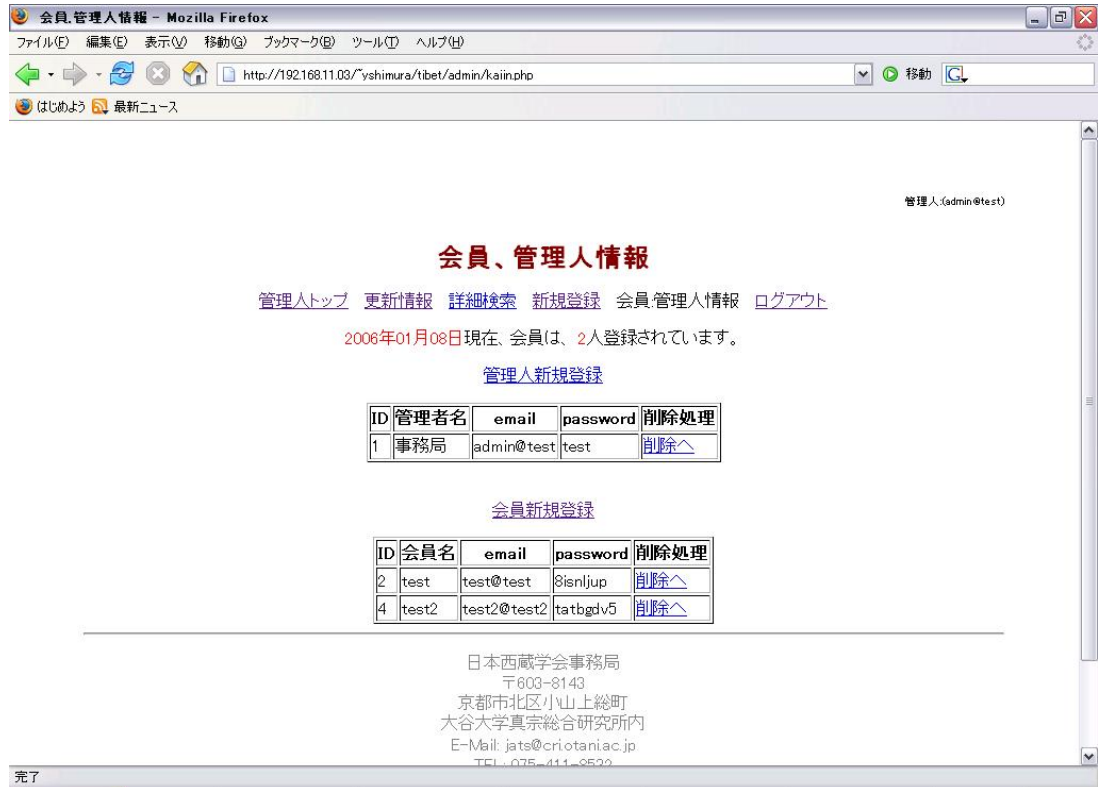 会員.管理人情報 - Mozilla Firefox
ファイル(F) 編集(E) 表示(V) 移動(G) ブックマーク(B) ツール(T) ヘルプ(H)
http://192.168.11.03/~yshimura/tibet/admin/kaiin.php 移動
はじめよう 最新ニュース
管理人:(admin@test)
会員、管理人情報
管理人トップ 更新情報 詳細検索 新規登録 会員.管理人情報 ログアウト
2006年01月08日現在、会員は、2人登録されています。
管理人新規登録
ID 管理者名 email password 削除処理
1 事務局 admin@test test 削除へ
会員新規登録
ID 会員名 email password 削除処理
2 test test@test 8isnljup 削除へ
4 test2 test2@test2 tatbgdv5 削除へ
日本西蔵学会事務局
〒603-8143
京都市北区小山上総町
大谷大学真宗総合研究所内
E-Mail: jats@cri.otani.ac.jp
TEL: 075-411-8522
完了